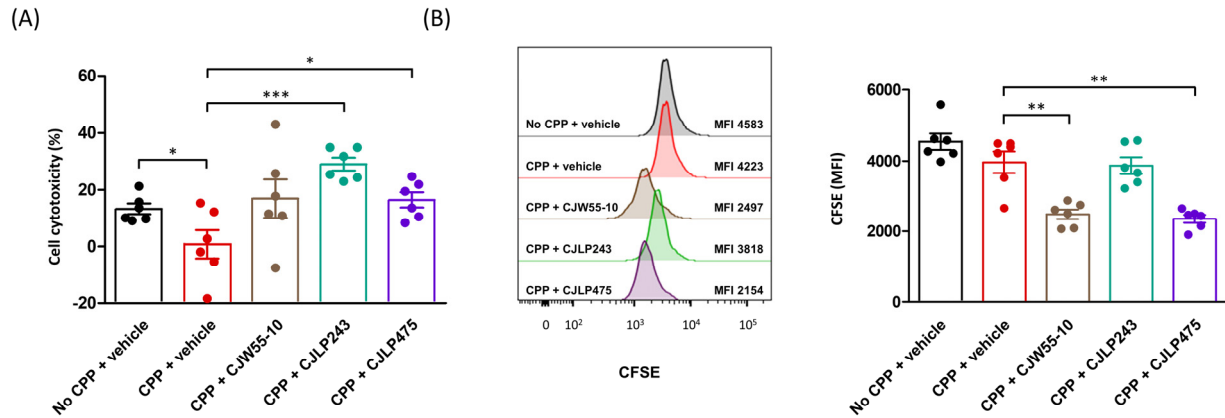 (A)
Cell cytotoxicity (%)
60
40
20
0
-20
*
***
*
No CPP + vehicle
CPP + vehicle
CPP + CJW55-10
CPP + CJLP243
CPP + CJLP475
(B)
No CPP + vehicle MFI 4583
CPP + vehicle MFI 4223
CPP + CJW55-10 MFI 2497
CPP + CJLP243 MFI 3818
CPP + CJLP475 MFI 2154
0 10² 10³ 10⁴ 10⁵
CFSE
CFSE (MFI)
6000
4000
2000
0
**
**
No CPP + vehicle
CPP + vehicle
CPP + CJW55-10
CPP + CJLP243
CPP + CJLP475